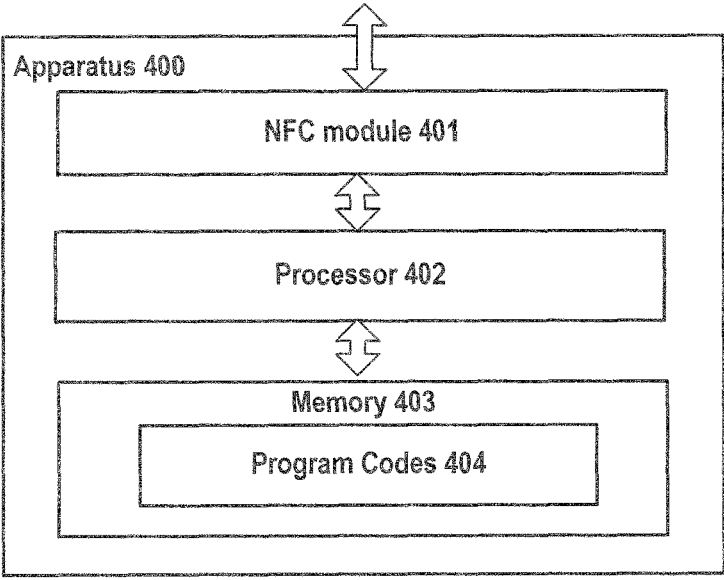 Apparatus 400
NFC module 401
Processor 402
Memory 403
Program Codes 404